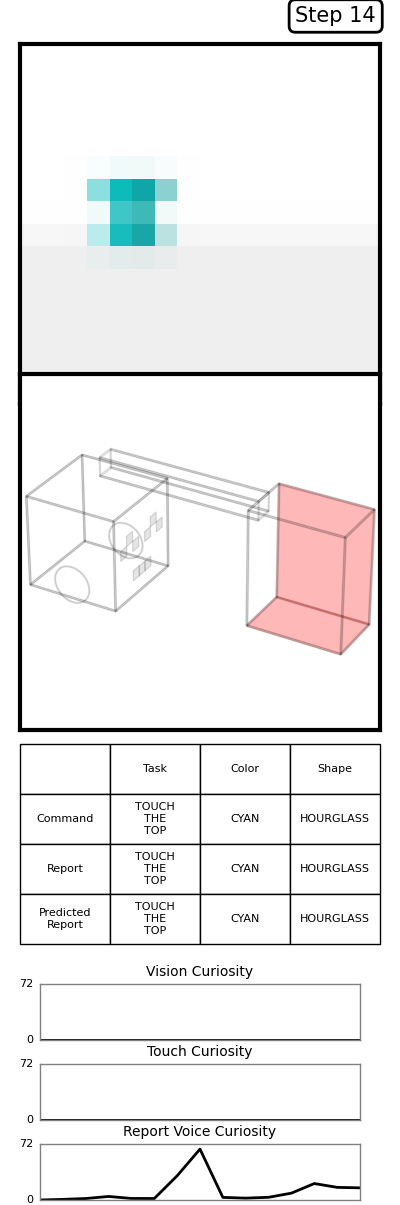 Step 14
Task Color Shape
Command TOUCH THE TOP CYAN HOURGLASS
Report TOUCH THE TOP CYAN HOURGLASS
Predicted Report TOUCH THE TOP CYAN HOURGLASS
Vision Curiosity
72
0
Touch Curiosity
72
0
Report Voice Curiosity
72
0